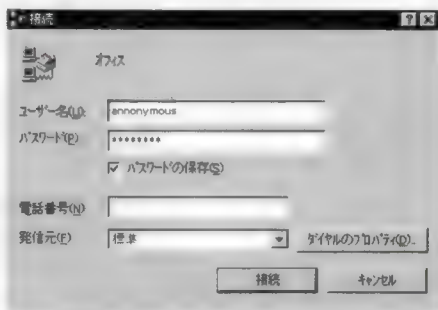 接続
オフィス
ユーザー名(U): annonymous
パスワード(P) ********
パスワードの保存(S)
電話番号(N)
発信元(F) 標準 ダイヤルのプロパティ(D)...
接続 キャンセル